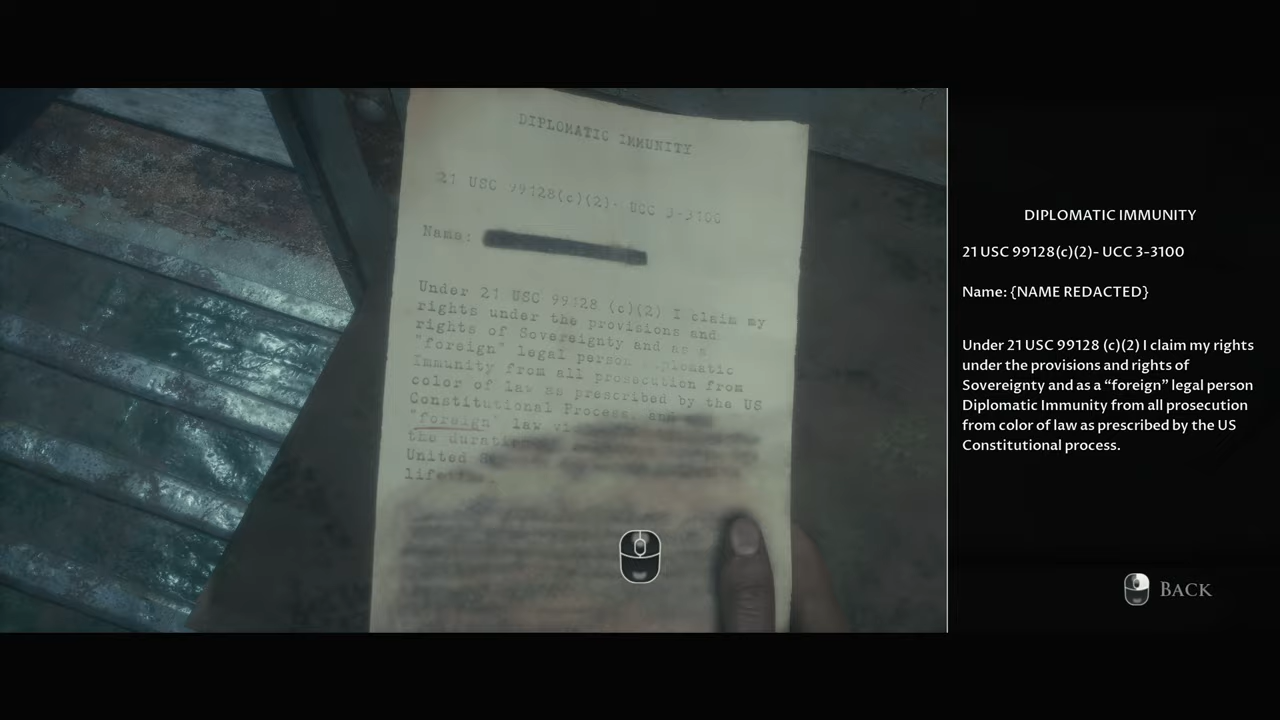 DIPLOMATIC IMMUNITY
21 USC 99128(c)(2)- UCC 3-3100
Name:
Under 21 USC 99128 (c)(2) I claim my
rights under the provisions and
rights of Sovereignty and as a
"foreign" legal person plomatic
Immunity from all prosecution from
color of law as prescribed by the US
Constitutional Process, and
"foreign" law
the durati
United
DIPLOMATIC IMMUNITY
21 USC 99128(c)(2)- UCC 3-3100
Name: {NAME REDACTED}
Under 21 USC 99128 (c)(2) I claim my rights
under the provisions and rights of
Sovereignty and as a “foreign” legal person
Diplomatic Immunity from all prosecution
from color of law as prescribed by the US
Constitutional process.
BACK